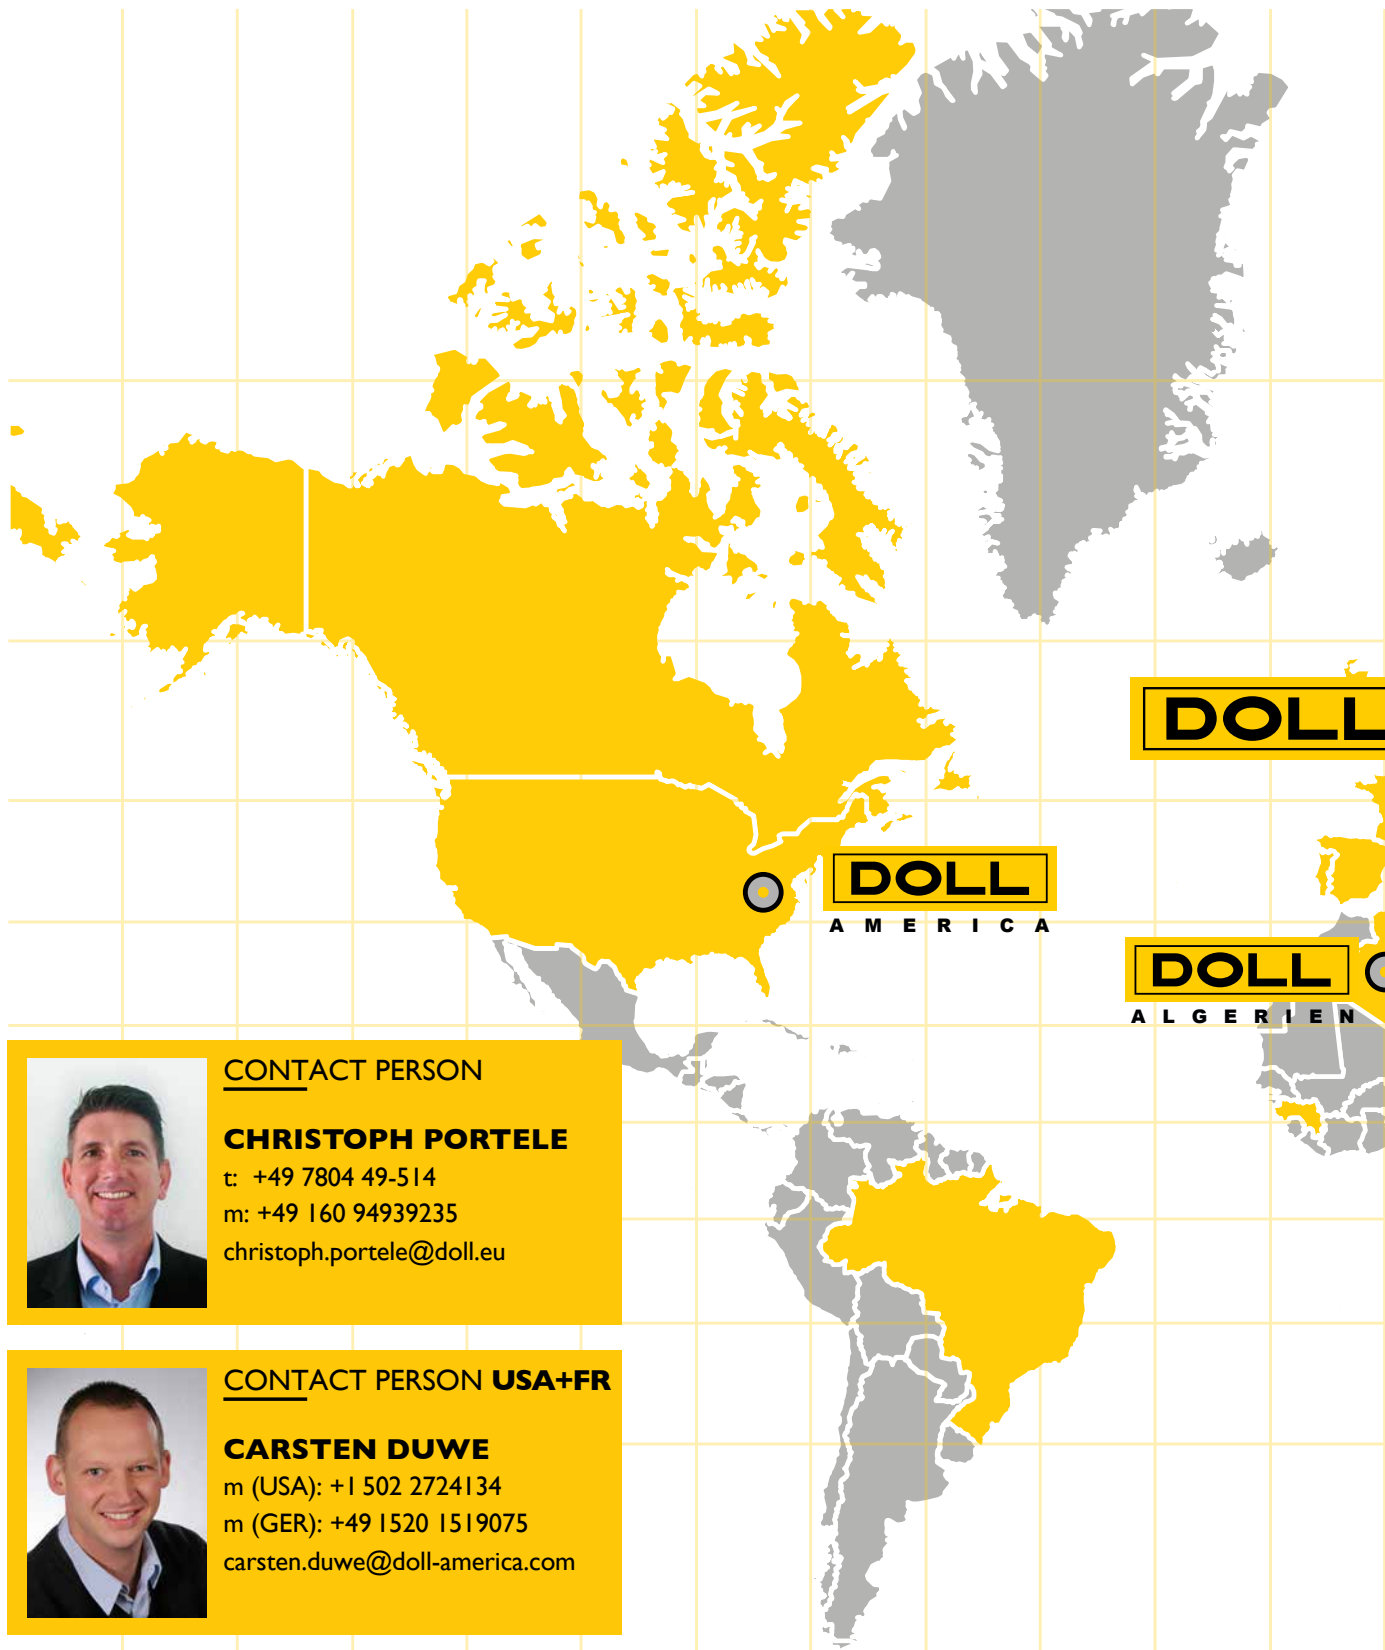 DOLL
DOLL
AMERICA
DOLL
ALGERIEN
CONTACT PERSON
CHRISTOPH PORTELE
t: +49 7804 49-514
m: +49 160 94939235
christoph.portele@doll.eu
CONTACT PERSON USA+FR
CARSTEN DUWE
m (USA): +1 502 2724134
m (GER): +49 1520 1519075
carsten.duwe@doll-america.com